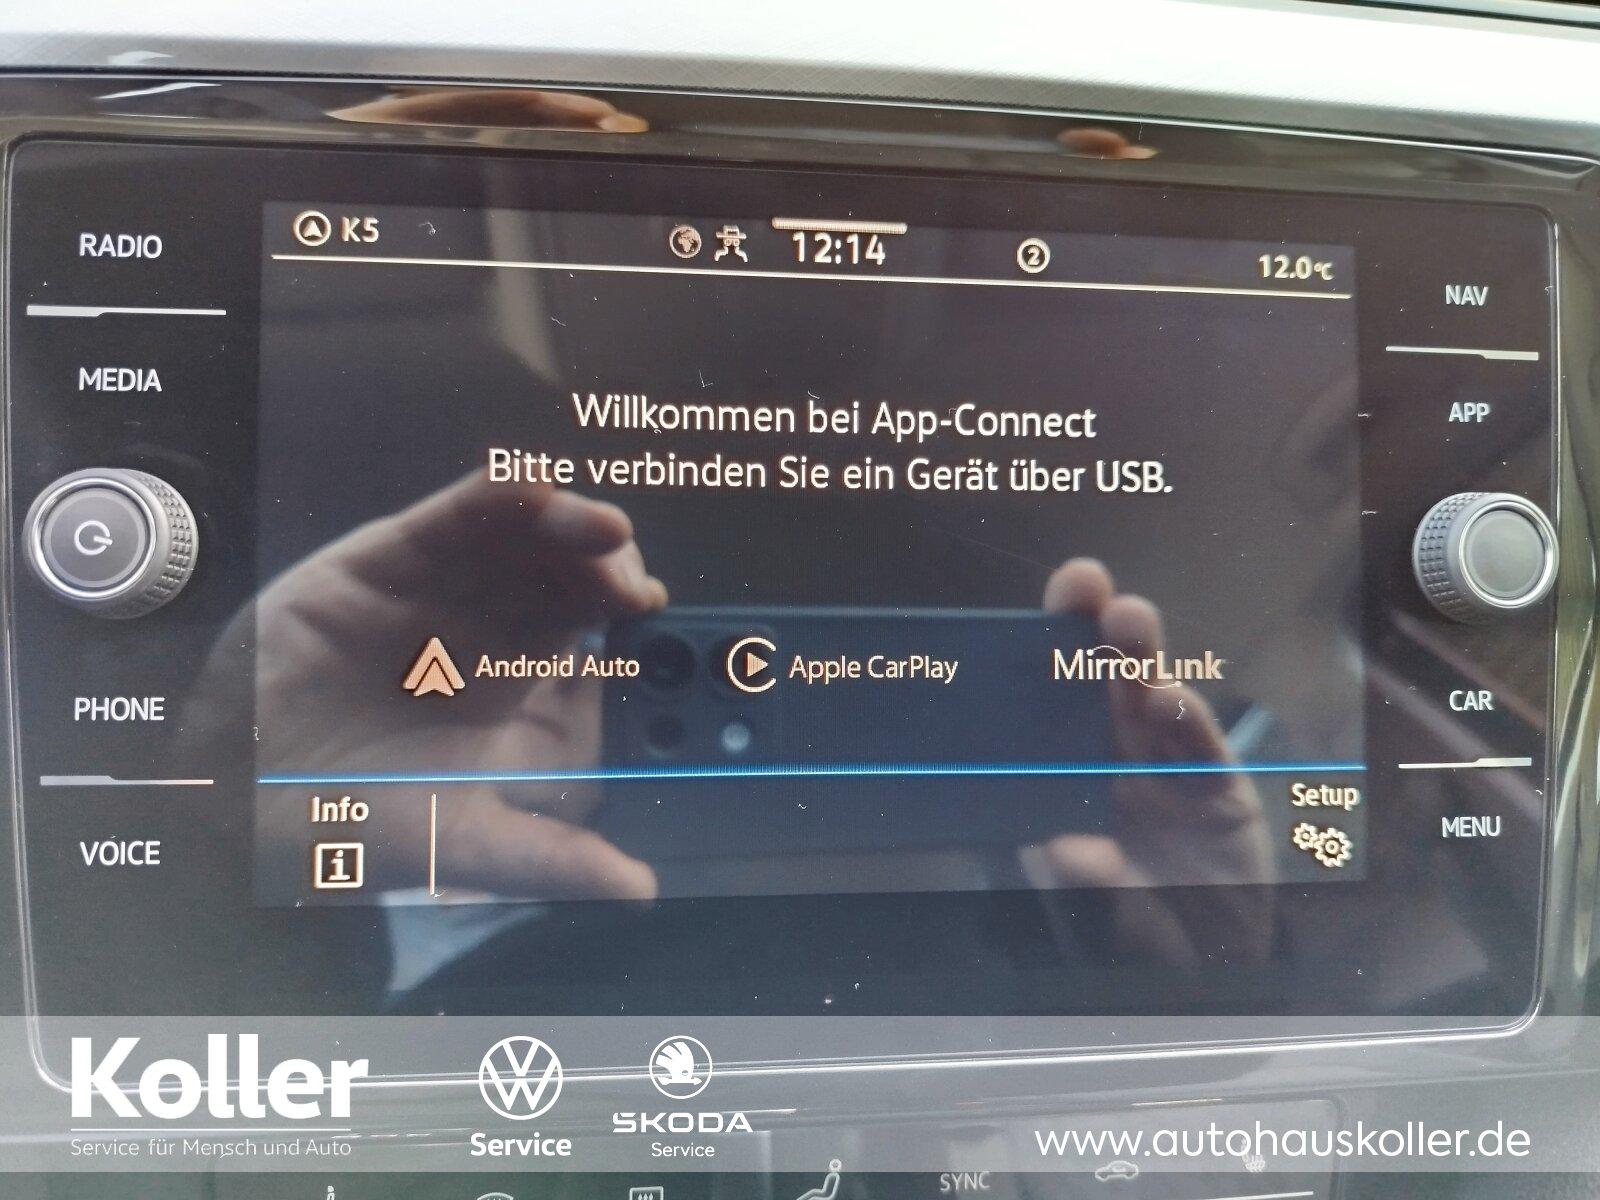 RADIO
MEDIA
PHONE
VOICE
K5
12:14
2
12.0°C
Willkommen bei App-Connect
Bitte verbinden Sie ein Gerät über USB.
Android Auto
Apple CarPlay
MirrorLink
Info
i
Setup
NAV
APP
CAR
MENU
Koller
Service für Mensch und Auto
Service
ŠKODA
Service
www.autohauskoller.de
SYNC